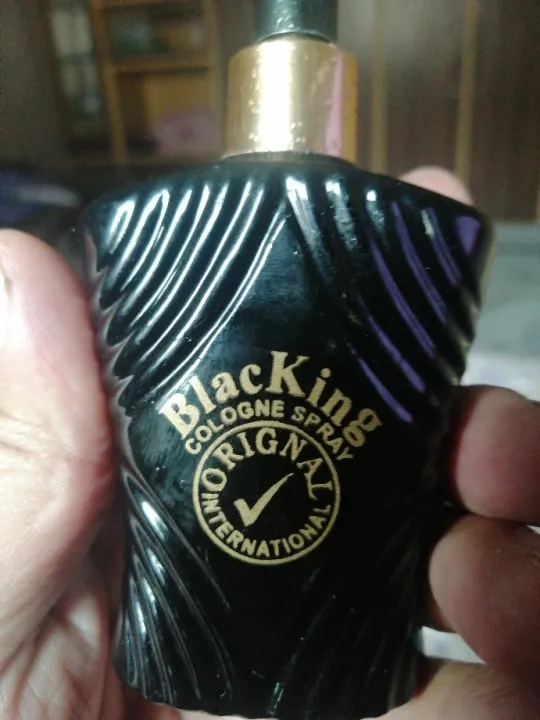 BlacKing
COLOGNE SPRAY
ORIGNAL
INTERNATIONAL